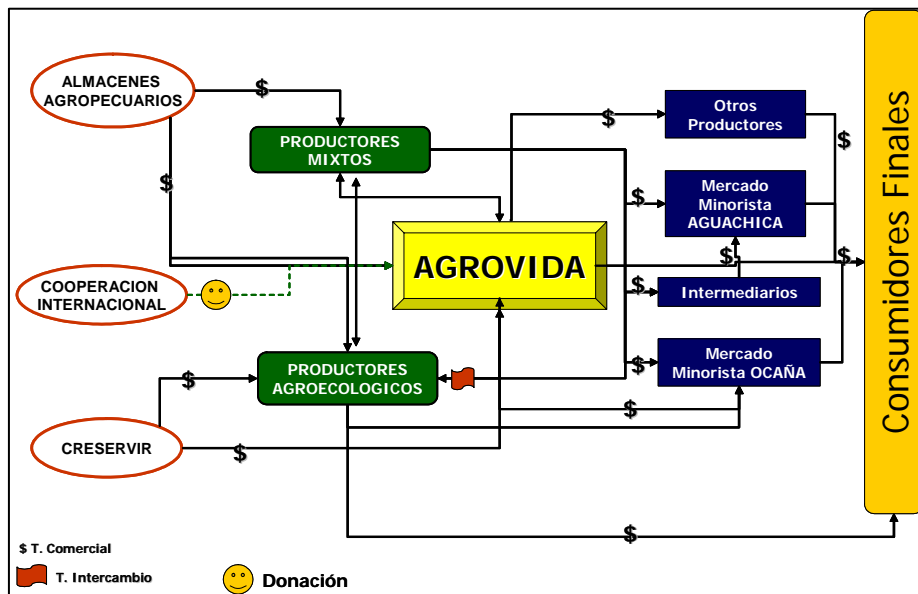 ALMACENES
AGROPECUARIOS
$
$
PRODUCTORES
MIXTOS
$
Otros
Productores
$
$
Mercado
Minorista
AGUACHICA
$
AGROVIDA
COOPERACION
INTERNACIONAL
$
Intermediarios
$
Mercado
Minorista OCAÑA
PRODUCTORES
AGROECOLOGICOS
$
$
CRESERVIR
$
$
Consumidores Finales
$ T. Comercial
T. Intercambio
Donación